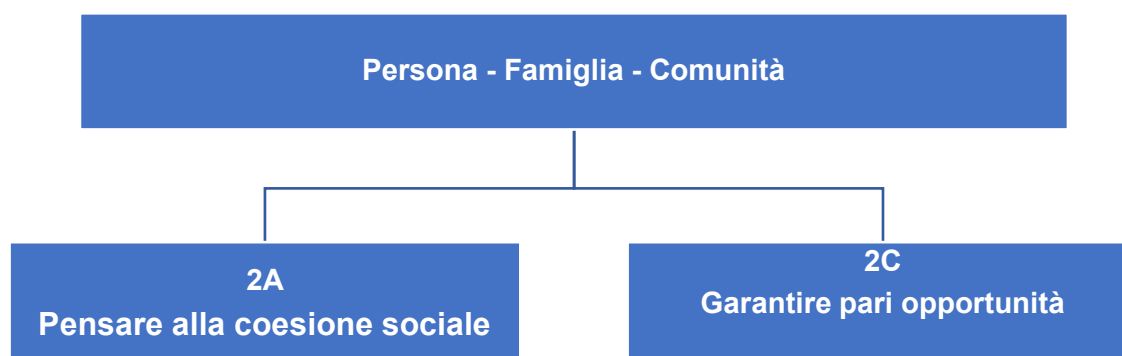 Persona - Famiglia - Comunità
2A
Pensare alla coesione sociale
2C
Garantire pari opportunità